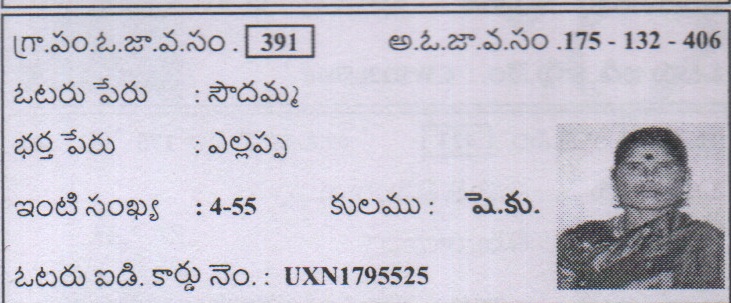 గ్రా.పం.ఓ.జా.వ.సం . 391 అ.ఓ.జా.వ.సం .175 - 132 - 406
ఓటరు పేరు : సౌదమ్మ
భర్త పేరు : ఎల్లప్ప
ఇంటి సంఖ్య : 4-55 కులము : షె.కు.
ఓటరు ఐడి. కార్డు నెం. : UXN1795525